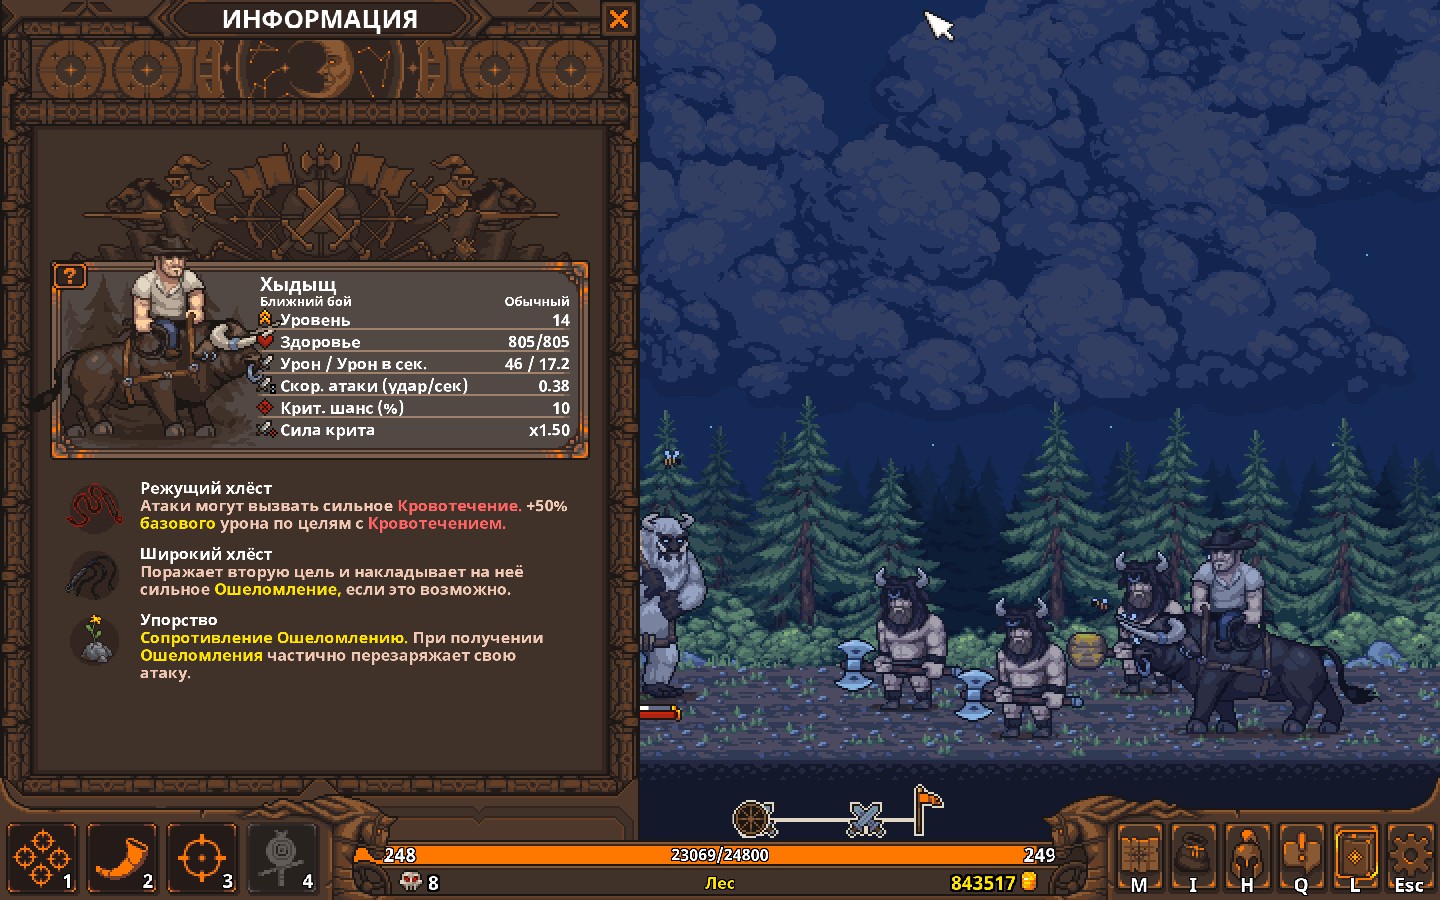 ИНФОРМАЦИЯ
?
Хыдыщ
Ближний бой Обычный
Уровень 14
Здоровье 805/805
Урон / Урон в сек. 46 / 17.2
Скор. атаки (удар/сек) 0.38
Крит. шанс (%) 10
Сила крита x1.50
Режущий хлёст
Атаки могут вызвать сильное Кровотечение. +50%
базового урона по целям с Кровотечением.
Широкий хлёст
Поражает вторую цель и накладывает на неё
сильное Ошеломление, если это возможно.
Упорство
Сопротивление Ошеломлению. При получении
Ошеломления частично перезаряжает свою
атаку.
1 2 3 4
248 23069/24800 249
8 Лес 843517
M I H Q L Esc